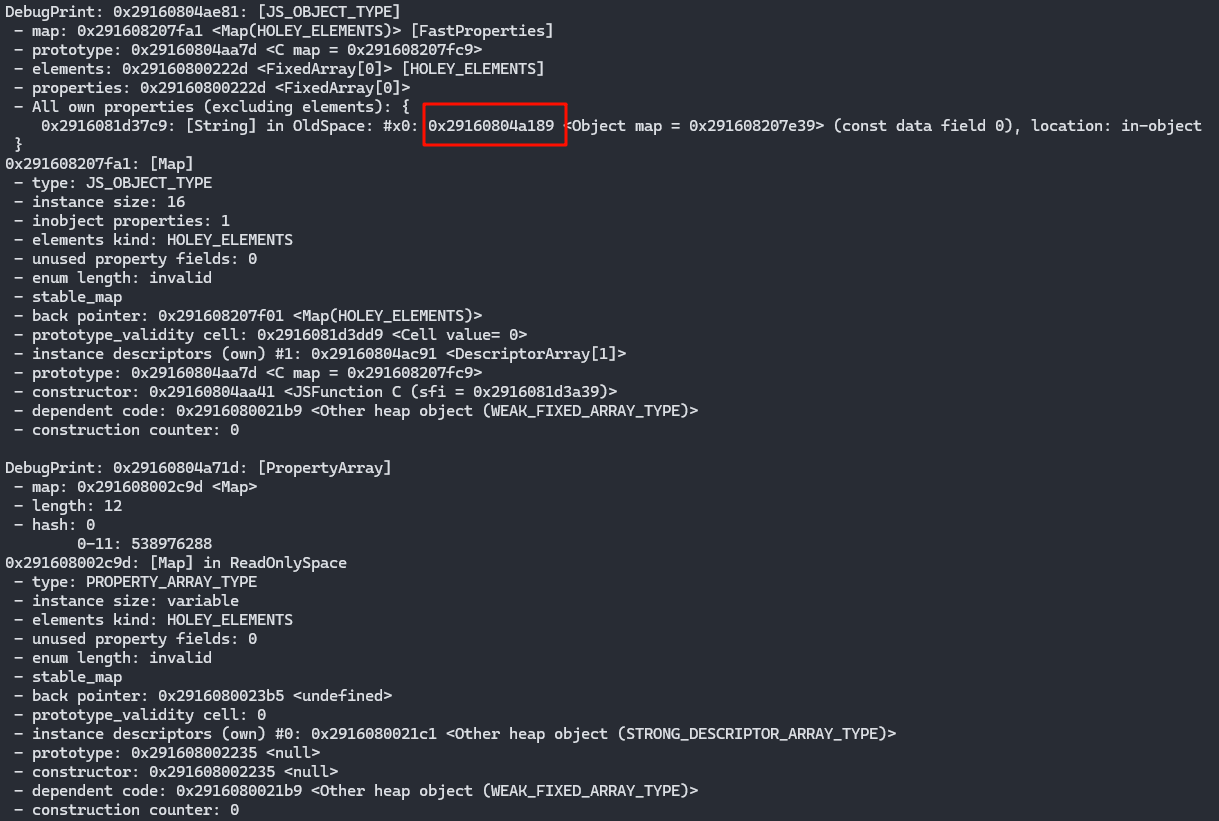 DebugPrint: 0x29160804ae81: [JS_OBJECT_TYPE]
- map: 0x291608207fa1 <Map(HOLEY_ELEMENTS)> [FastProperties]
- prototype: 0x29160804aa7d <C map = 0x291608207fc9>
- elements: 0x29160800222d <FixedArray[0]> [HOLEY_ELEMENTS]
- properties: 0x29160800222d <FixedArray[0]>
- All own properties (excluding elements): {
0x2916081d37c9: [String] in OldSpace: #x0: 0x29160804a189 <Object map = 0x291608207e39> (const data field 0), location: in-object
}
0x291608207fa1: [Map]
- type: JS_OBJECT_TYPE
- instance size: 16
- inobject properties: 1
- elements kind: HOLEY_ELEMENTS
- unused property fields: 0
- enum length: invalid
- stable_map
- back pointer: 0x291608207f01 <Map(HOLEY_ELEMENTS)>
- prototype_validity cell: 0x2916081d3dd9 <Cell value= 0>
- instance descriptors (own) #1: 0x29160804ac91 <DescriptorArray[1]>
- prototype: 0x29160804aa7d <C map = 0x291608207fc9>
- constructor: 0x29160804aa41 <JSFunction C (sfi = 0x2916081d3a39)>
- dependent code: 0x2916080021b9 <Other heap object (WEAK_FIXED_ARRAY_TYPE)>
- construction counter: 0
DebugPrint: 0x29160804a71d: [PropertyArray]
- map: 0x291608002c9d <Map>
- length: 12
- hash: 0
0-11: 538976288
0x291608002c9d: [Map] in ReadOnlySpace
- type: PROPERTY_ARRAY_TYPE
- instance size: variable
- elements kind: HOLEY_ELEMENTS
- unused property fields: 0
- enum length: invalid
- stable_map
- back pointer: 0x2916080023b5 <undefined>
- prototype_validity cell: 0
- instance descriptors (own) #0: 0x2916080021c1 <Other heap object (STRONG_DESCRIPTOR_ARRAY_TYPE)>
- prototype: 0x291608002235 <null>
- constructor: 0x291608002235 <null>
- dependent code: 0x2916080021b9 <Other heap object (WEAK_FIXED_ARRAY_TYPE)>
- construction counter: 0